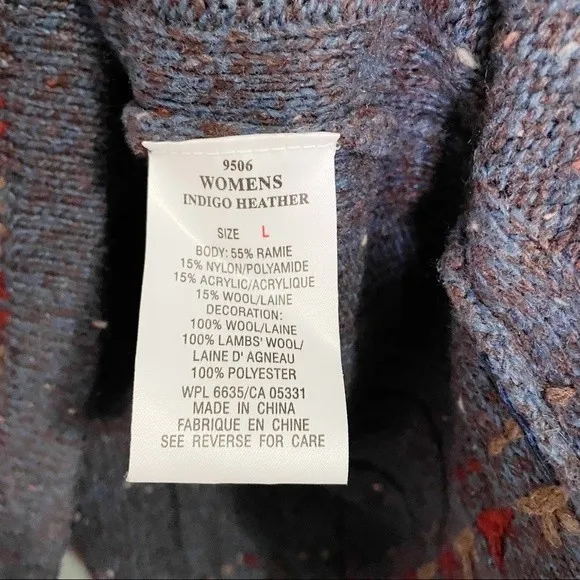 9506
WOMENS
INDIGO HEATHER
SIZE L
BODY: 55% RAMIE
15% NYLON/POLYAMIDE
15% ACRYLIC/ACRYLIQUE
15% WOOL/LAINE
DECORATION:
100% WOOL/LAINE
100% LAMBS' WOOL/
LAINE D' AGNEAU
100% POLYESTER
WPL 6635/CA 05331
MADE IN CHINA
FABRIQUE EN CHINE
SEE REVERSE FOR CARE